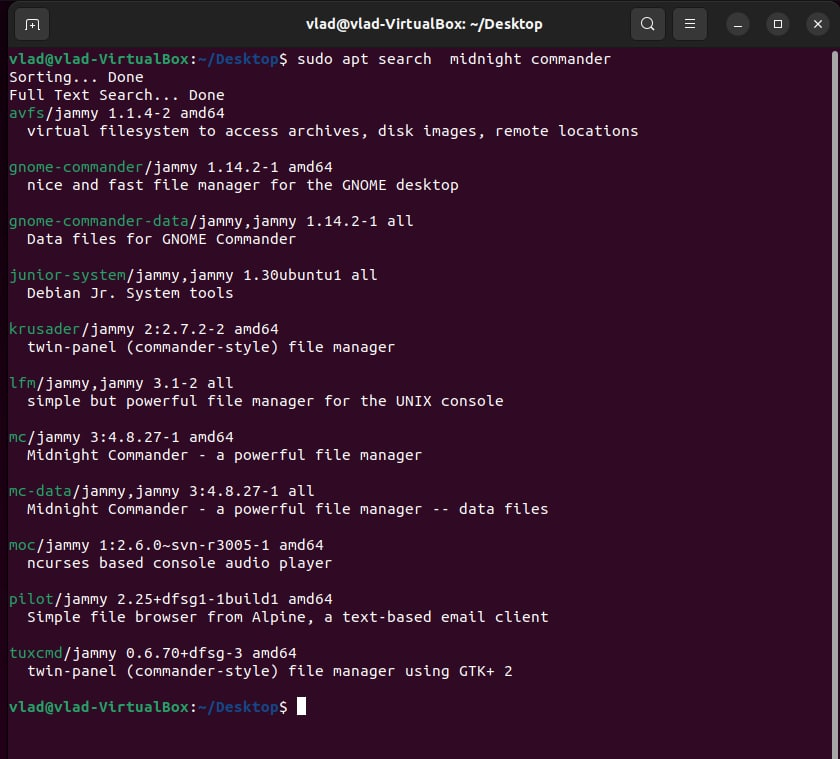 vlad@vlad-VirtualBox: ~/Desktop
vlad@vlad-VirtualBox:~/Desktop$ sudo apt search  midnight commander
Sorting... Done
Full Text Search... Done
avfs/jammy 1.1.4-2 amd64
  virtual filesystem to access archives, disk images, remote locations

gnome-commander/jammy 1.14.2-1 amd64
  nice and fast file manager for the GNOME desktop

gnome-commander-data/jammy,jammy 1.14.2-1 all
  Data files for GNOME Commander

junior-system/jammy,jammy 1.30ubuntu1 all
  Debian Jr. System tools

krusader/jammy 2:2.7.2-2 amd64
  twin-panel (commander-style) file manager

lfm/jammy,jammy 3.1-2 all
  simple but powerful file manager for the UNIX console

mc/jammy 3:4.8.27-1 amd64
  Midnight Commander - a powerful file manager

mc-data/jammy,jammy 3:4.8.27-1 all
  Midnight Commander - a powerful file manager -- data files

moc/jammy 1:2.6.0~svn-r3005-1 amd64
  ncurses based console audio player

pilot/jammy 2.25+dfsg1-1build1 amd64
  Simple file browser from Alpine, a text-based email client

tuxcmd/jammy 0.6.70+dfsg-3 amd64
  twin-panel (commander-style) file manager using GTK+ 2

vlad@vlad-VirtualBox:~/Desktop$